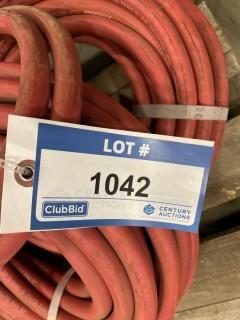 LOT #
1042
ClubBid
CENTURY
AUCTIONS